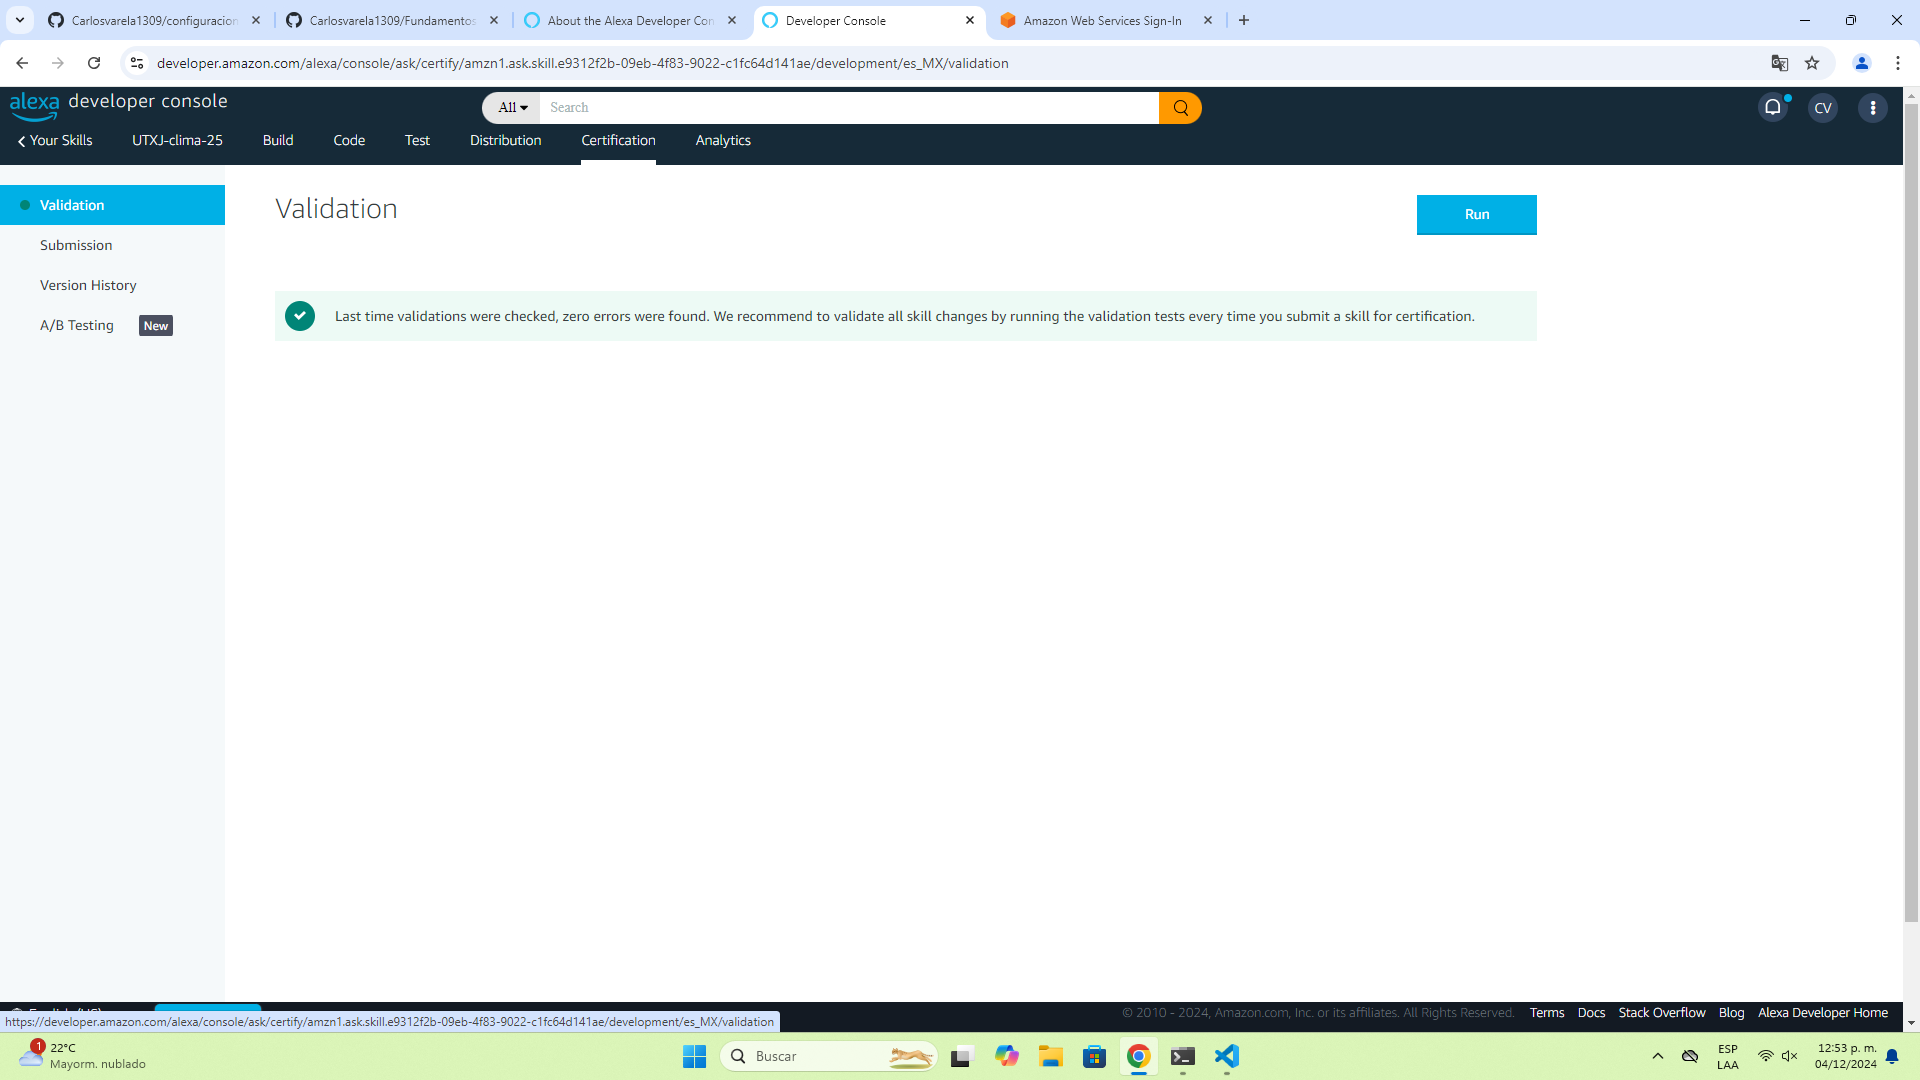 Carlosvarela1309/configuracion
Carlosvarela1309/Fundamentos
About the Alexa Developer Con
Developer Console
Amazon Web Services Sign-In
developer.amazon.com/alexa/console/ask/certify/amzn1.ask.skill.e9312f2b-09eb-4f83-9022-c1fc64d141ae/development/es_MX/validation
alexa developer console
All
Search
CV
Your Skills
UTXJ-clima-25
Build
Code
Test
Distribution
Certification
Analytics
Validation
Submission
Version History
A/B Testing New
Validation
Run
Last time validations were checked, zero errors were found. We recommend to validate all skill changes by running the validation tests every time you submit a skill for certification.
English (US)
© 2010 - 2024, Amazon.com, Inc. or its affiliates. All Rights Reserved.
Terms
Docs
Stack Overflow
Blog
Alexa Developer Home
https://developer.amazon.com/alexa/console/ask/certify/amzn1.ask.skill.e9312f2b-09eb-4f83-9022-c1fc64d141ae/development/es_MX/validation
1
22°C
Mayorm. nublado
Buscar
ESP
LAA
12:53 p. m.
04/12/2024